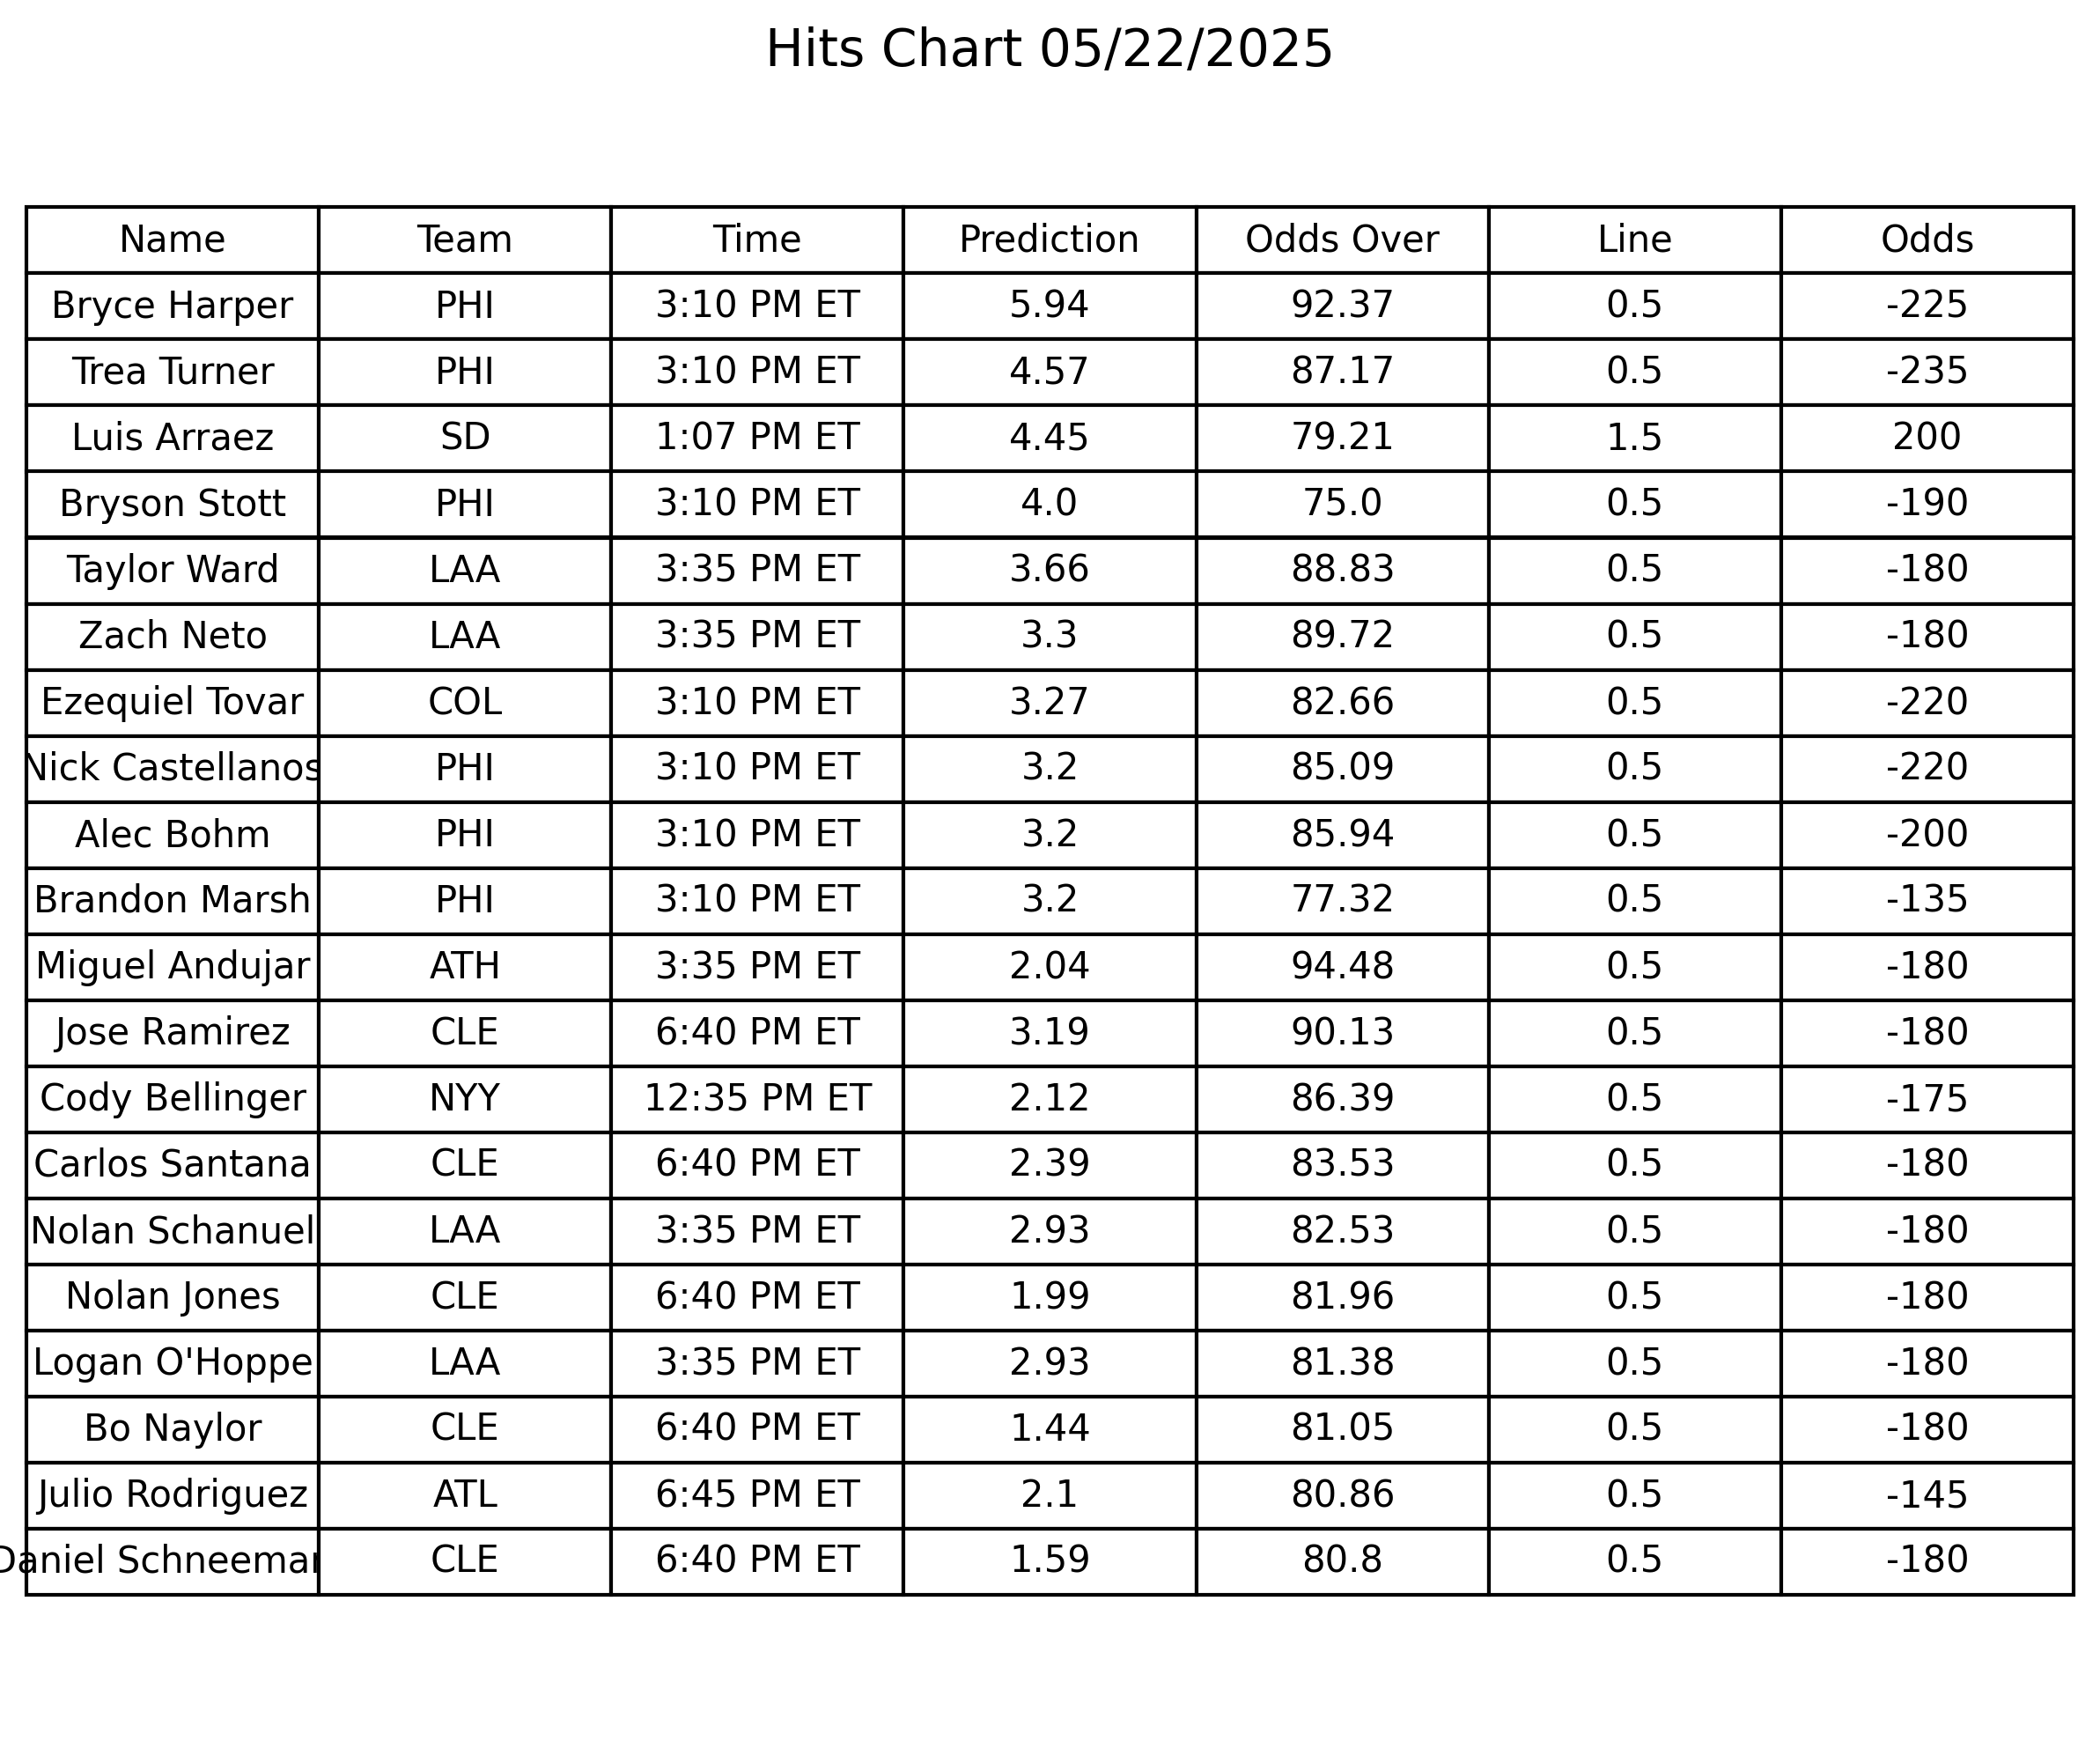 Hits Chart 05/22/2025
Name Team Time Prediction Odds Over Line Odds
Bryce Harper PHI 3:10 PM ET 5.94 92.37 0.5 -225
Trea Turner PHI 3:10 PM ET 4.57 87.17 0.5 -235
Luis Arraez SD 1:07 PM ET 4.45 79.21 1.5 200
Bryson Stott PHI 3:10 PM ET 4.0 75.0 0.5 -190
Taylor Ward LAA 3:35 PM ET 3.66 88.83 0.5 -180
Zach Neto LAA 3:35 PM ET 3.3 89.72 0.5 -180
Ezequiel Tovar COL 3:10 PM ET 3.27 82.66 0.5 -220
Nick Castellanos PHI 3:10 PM ET 3.2 85.09 0.5 -220
Alec Bohm PHI 3:10 PM ET 3.2 85.94 0.5 -200
Brandon Marsh PHI 3:10 PM ET 3.2 77.32 0.5 -135
Miguel Andujar ATH 3:35 PM ET 2.04 94.48 0.5 -180
Jose Ramirez CLE 6:40 PM ET 3.19 90.13 0.5 -180
Cody Bellinger NYY 12:35 PM ET 2.12 86.39 0.5 -175
Carlos Santana CLE 6:40 PM ET 2.39 83.53 0.5 -180
Nolan Schanuel LAA 3:35 PM ET 2.93 82.53 0.5 -180
Nolan Jones CLE 6:40 PM ET 1.99 81.96 0.5 -180
Logan O'Hoppe LAA 3:35 PM ET 2.93 81.38 0.5 -180
Bo Naylor CLE 6:40 PM ET 1.44 81.05 0.5 -180
Julio Rodriguez ATL 6:45 PM ET 2.1 80.86 0.5 -145
Daniel Schneeman CLE 6:40 PM ET 1.59 80.8 0.5 -180